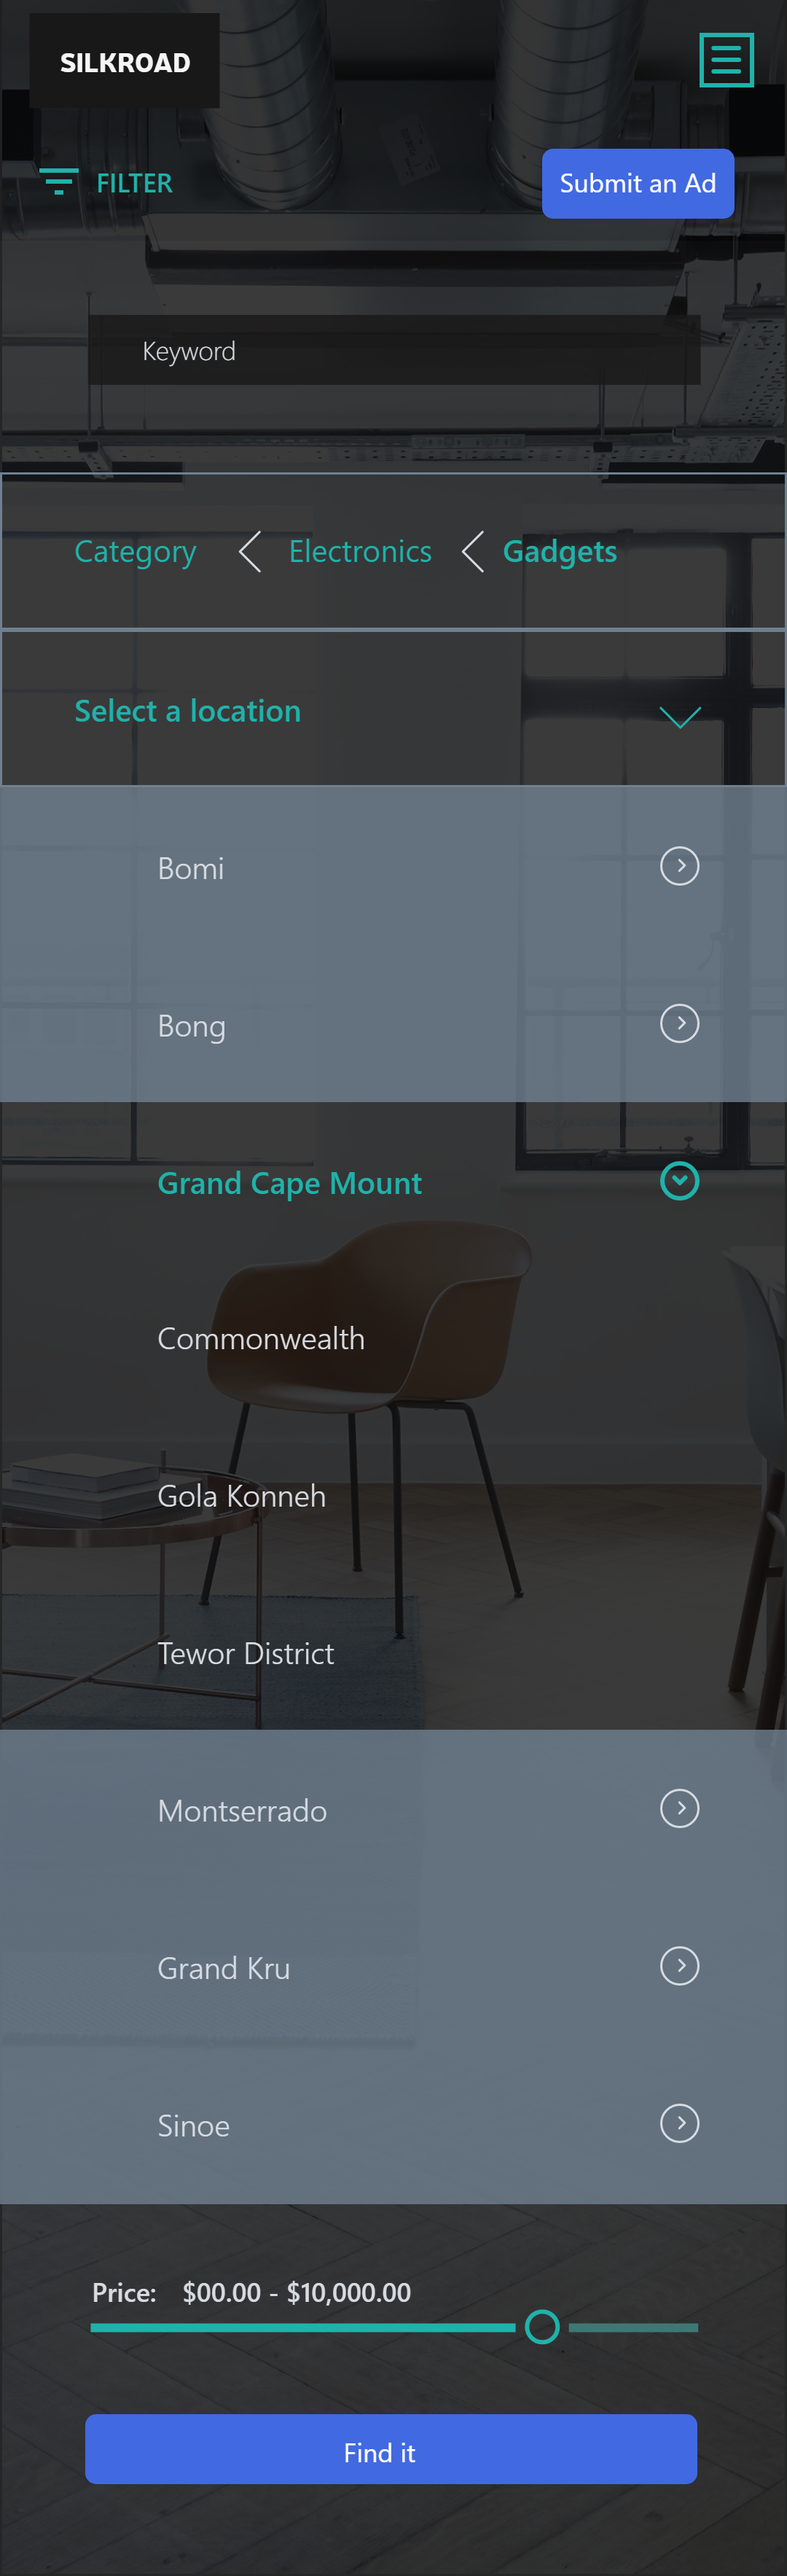 SILKROAD
FILTER
Submit an Ad
Keyword
Category Electronics Gadgets
Select a location
Bomi
Bong
Grand Cape Mount
Commonwealth
Gola Konneh
Tewor District
Montserrado
Grand Kru
Sinoe
Price: $00.00 - $10,000.00
Find it